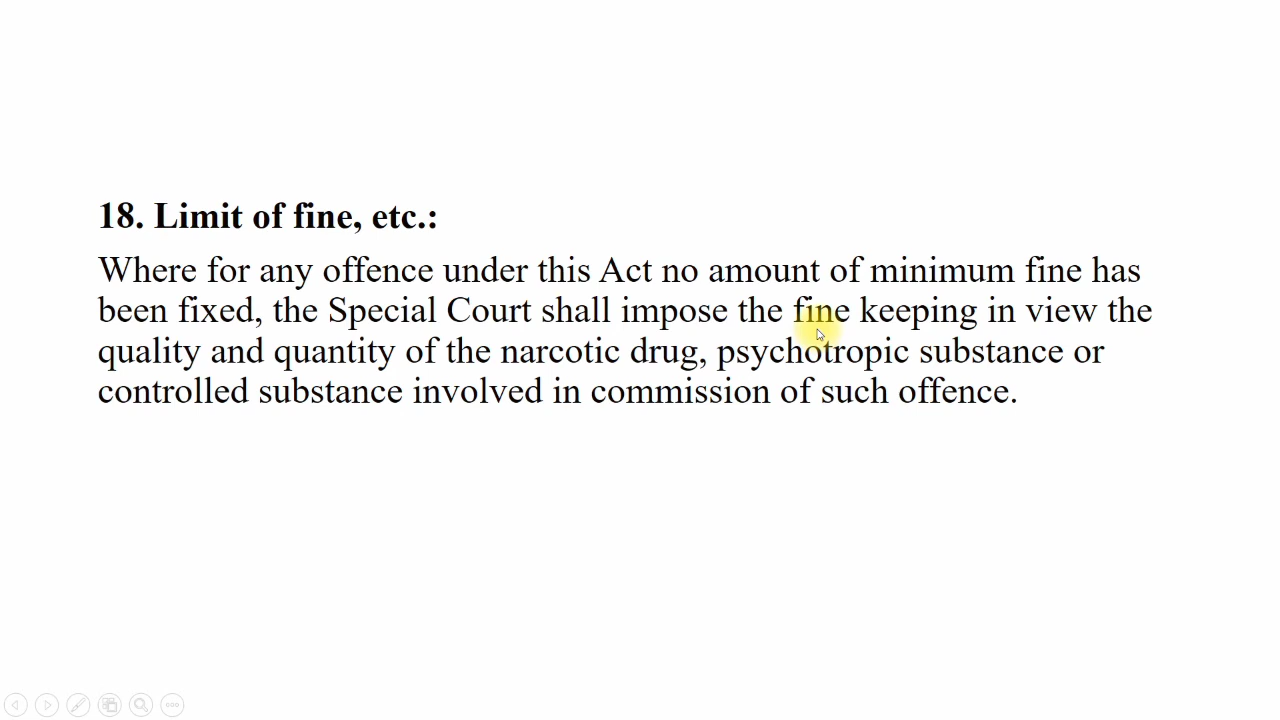 18. Limit of fine, etc.:
Where for any offence under this Act no amount of minimum fine has
been fixed, the Special Court shall impose the fine keeping in view the
quality and quantity of the narcotic drug, psychotropic substance or
controlled substance involved in commission of such offence.